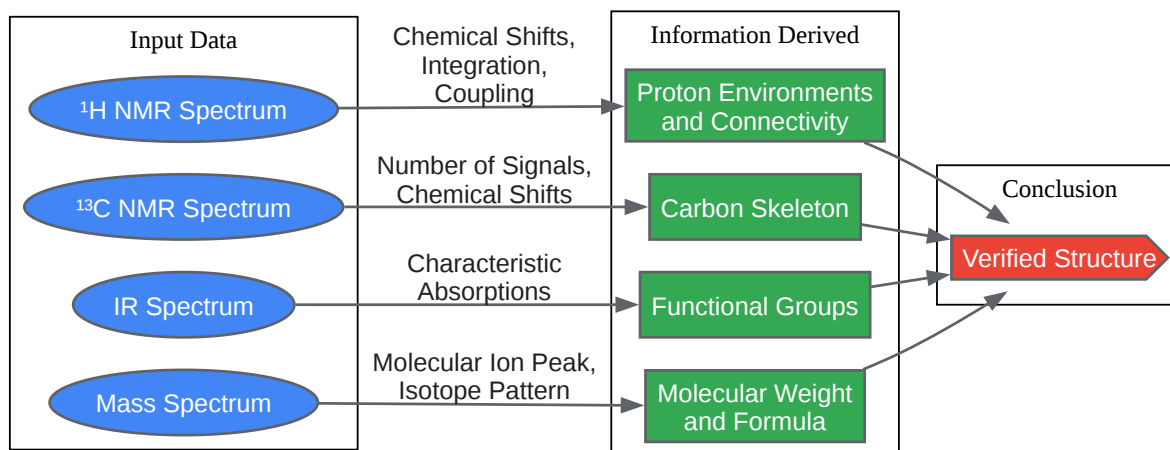 Input Data
Chemical Shifts,
Integration,
Coupling
Information Derived
¹H NMR Spectrum
Proton Environments
and Connectivity
Number of Signals,
Chemical Shifts
¹³C NMR Spectrum
Carbon Skeleton
Conclusion
Verified Structure
Characteristic
Absorptions
IR Spectrum
Functional Groups
Molecular Ion Peak,
Isotope Pattern
Mass Spectrum
Molecular Weight
and Formula